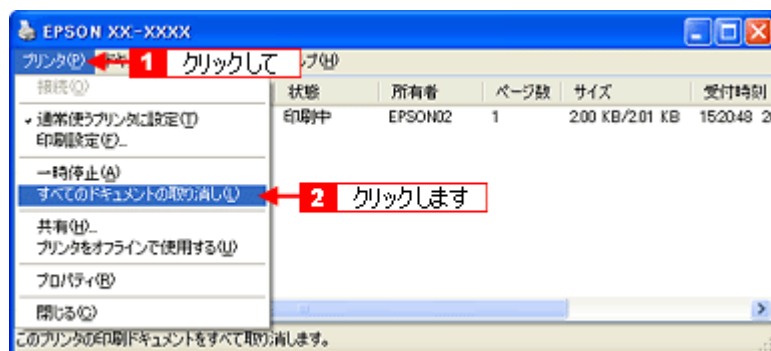 EPSON XX-XXXX
プリンタ(P) 1 クリックして ルプ(H)
接続(O) 状態 所有者 ページ数 サイズ 受付時刻
通常使うプリンタに設定(T) 印刷中 EPSON02 1 2.00 KB/2.01 KB 15:20:48
印刷設定(F)...
一時停止(A)
すべてのドキュメントの取り消し(L) 2 クリックします
共有(H)...
プリンタをオフラインで使用する(U)
プロパティ(R)
閉じる(C)
このプリンタの印刷ドキュメントをすべて取り消します。